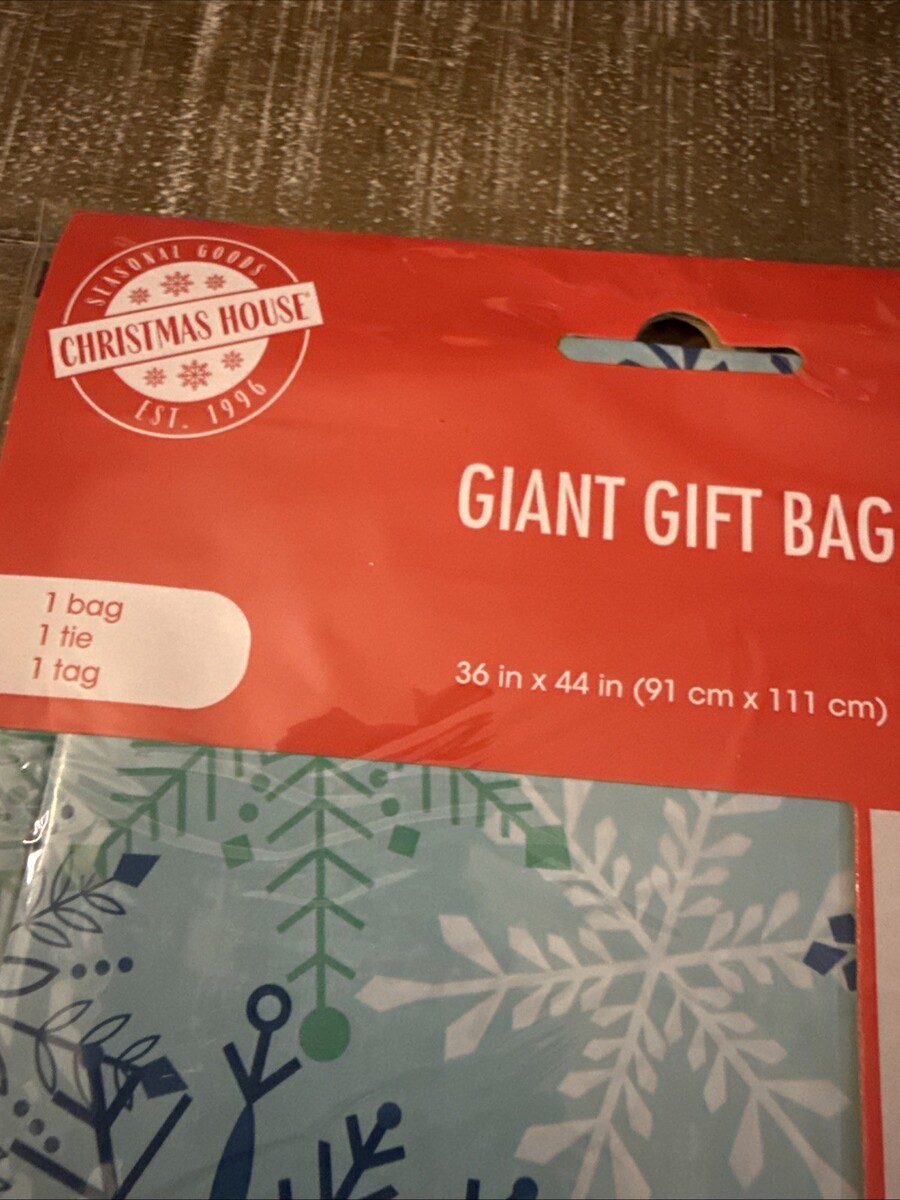 SEASONAL GOODS
CHRISTMAS HOUSE
EST. 1996
GIANT GIFT BAG
1 bag
1 tie
1 tag
36 in x 44 in (91 cm x 111 cm)